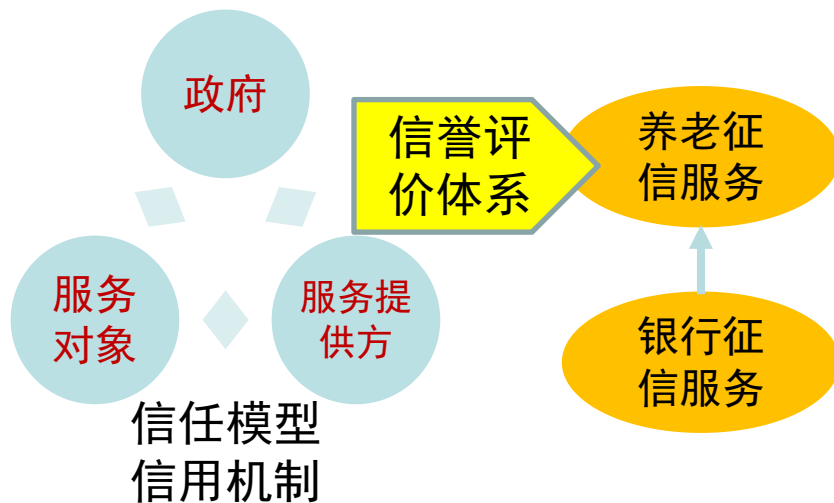 政府
信誉评
价体系
养老征
信服务
服务
对象
服务提
供方
银行征
信服务
信任模型
信用机制